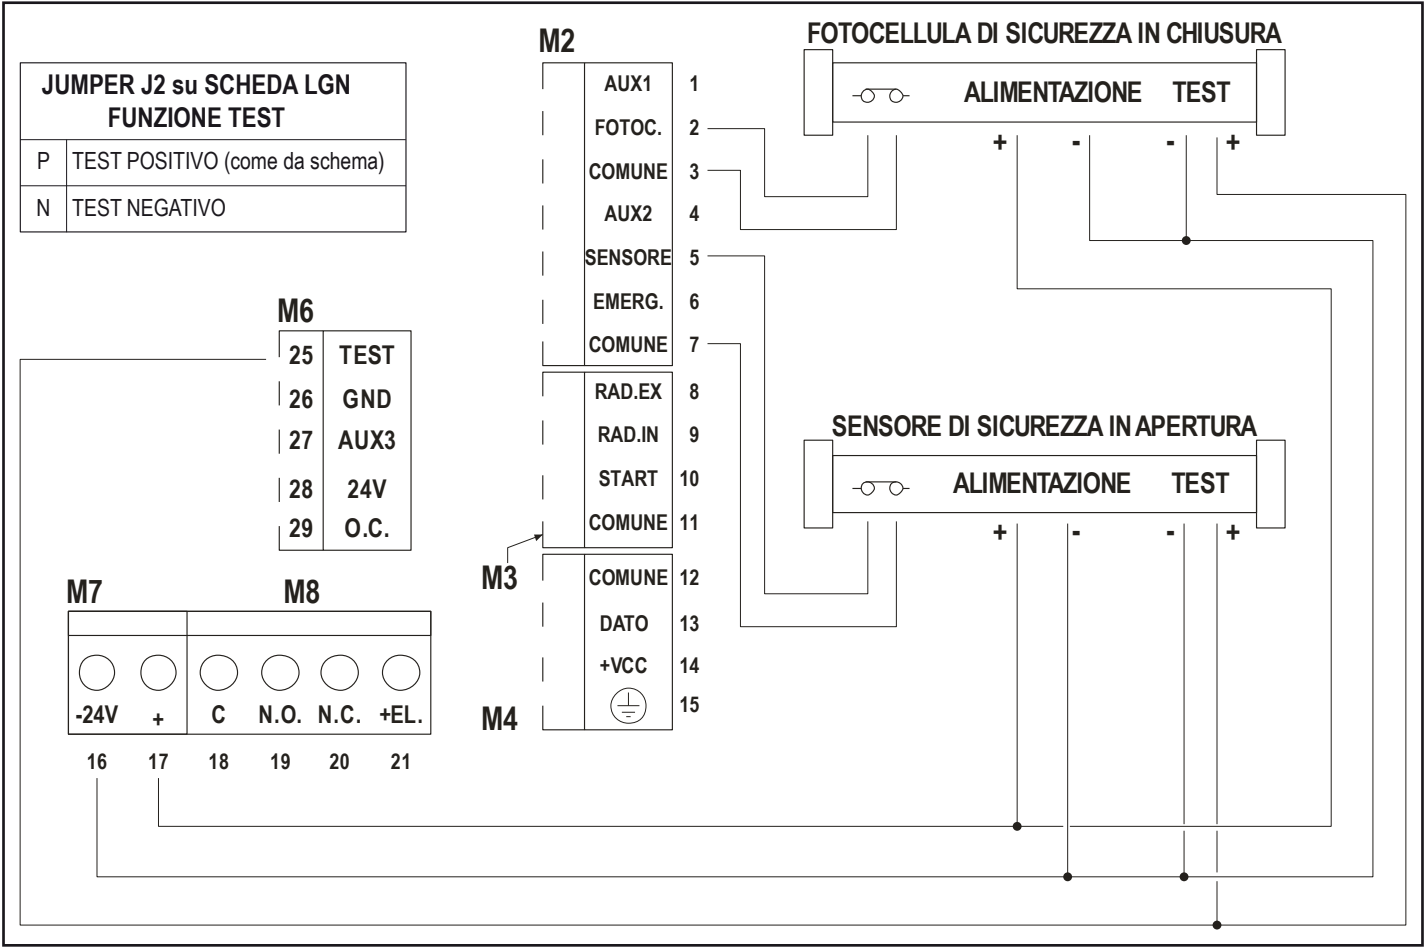 JUMPER J2 su SCHEDA LGN
FUNZIONE TEST
P TEST POSITIVO (come da schema)
N TEST NEGATIVO
M6
25 TEST
26 GND
27 AUX3
28 24V
29 O.C.
M7 M8
-24V + C N.O. N.C. +EL.
16 17 18 19 20 21
M2
AUX1 1
FOTOC. 2
COMUNE 3
AUX2 4
SENSORE 5
EMERG. 6
COMUNE 7
RAD.EX 8
RAD.IN 9
START 10
COMUNE 11
M3
COMUNE 12
DATO 13
+VCC 14
15
M4
FOTOCELLULA DI SICUREZZA IN CHIUSURA
ALIMENTAZIONE TEST
+ - - +
SENSORE DI SICUREZZA IN APERTURA
ALIMENTAZIONE TEST
+ - - +